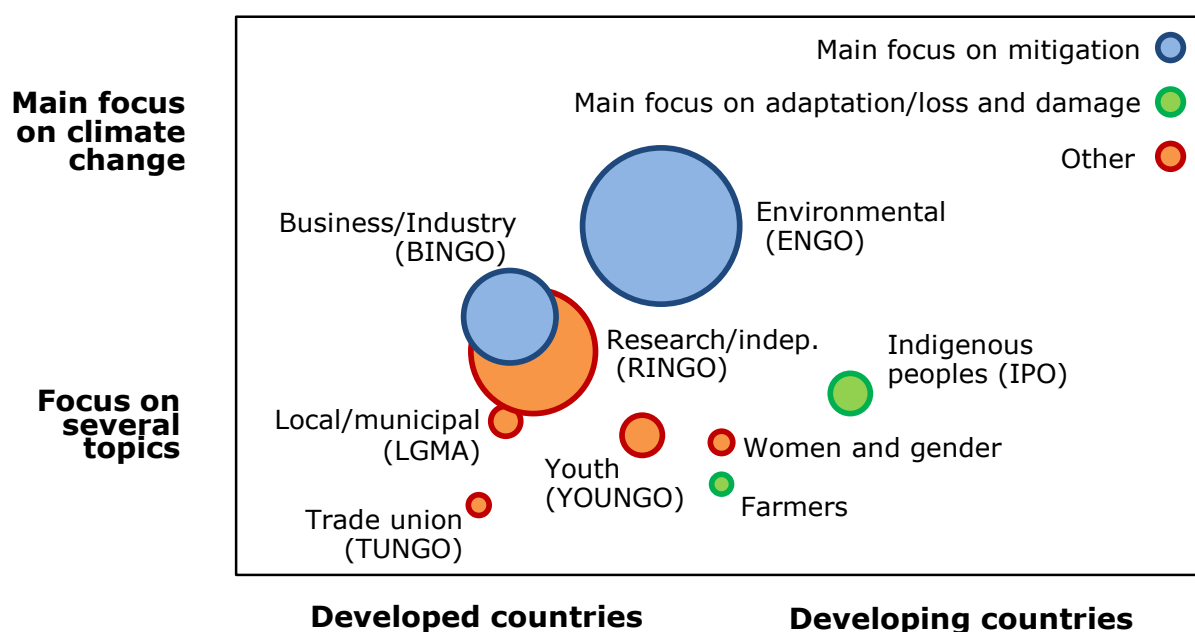 Main focus
on climate
change
Focus on
several
topics
Main focus on mitigation
Main focus on adaptation/loss and damage
Other
Environmental
(ENGO)
Business/Industry
(BINGO)
Research/indep.
(RINGO)
Indigenous
peoples (IPO)
Local/municipal
(LGMA)
Youth
(YOUNGO)
Women and gender
Farmers
Trade union
(TUNGO)
Developed countries
Developing countries